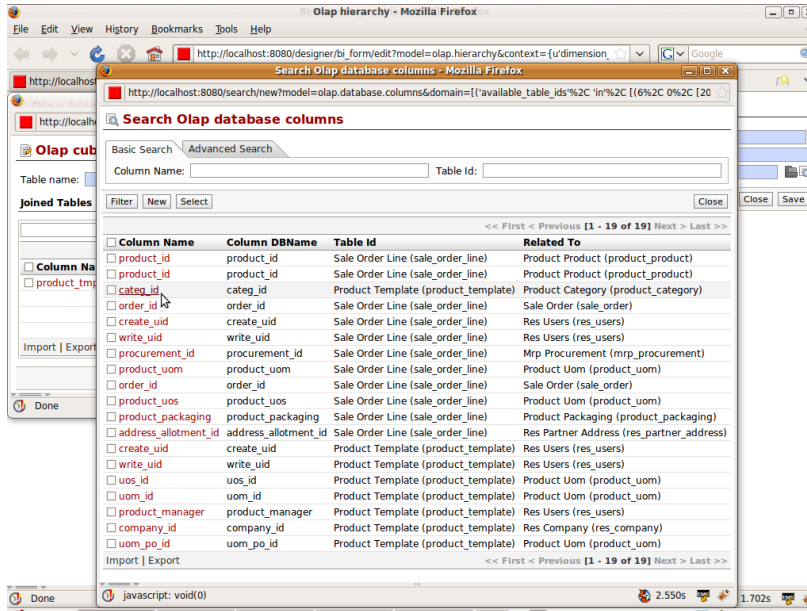 Olap hierarchy - Mozilla Firefox
File Edit View History Bookmarks Tools Help
http://localhost:8080/designer/bi_form/edit?model=olap.hierarchy&context={u'dimension_
Google
http://localhos
Search Olap database columns - Mozilla Firefox
http://localhost:8080/search/new?model=olap.database.columns&domain=[('available_table_ids'%2C 'in'%2C [(6%2C 0%2C [20
http://localh
Search Olap database columns
Olap cub
Basic Search Advanced Search
Column Name: Table Id:
Table name:
Joined Tables
Filter New Select Close
Close Save
<< First < Previous [1 - 19 of 19] Next > Last >>
Column Name Column DBName Table Id Related To
product_id product_id Sale Order Line (sale_order_line) Product Product (product_product)
Column Na
product_id product_id Sale Order Line (sale_order_line) Product Product (product_product)
product_tmp
categ_id categ_id Product Template (product_template) Product Category (product_category)
order_id order_id Sale Order Line (sale_order_line) Sale Order (sale_order)
create_uid create_uid Sale Order Line (sale_order_line) Res Users (res_users)
write_uid write_uid Sale Order Line (sale_order_line) Res Users (res_users)
Import | Export
procurement_id procurement_id Sale Order Line (sale_order_line) Mrp Procurement (mrp_procurement)
product_uom product_uom Sale Order Line (sale_order_line) Product Uom (product_uom)
order_id order_id Sale Order Line (sale_order_line) Sale Order (sale_order)
product_uos product_uos Sale Order Line (sale_order_line) Product Uom (product_uom)
Done
product_packaging product_packaging Sale Order Line (sale_order_line) Product Packaging (product_packaging)
address_allotment_id address_allotment_id Sale Order Line (sale_order_line) Res Partner Address (res_partner_address)
create_uid create_uid Product Template (product_template) Res Users (res_users)
write_uid write_uid Product Template (product_template) Res Users (res_users)
uos_id uos_id Product Template (product_template) Product Uom (product_uom)
uom_id uom_id Product Template (product_template) Product Uom (product_uom)
product_manager product_manager Product Template (product_template) Res Users (res_users)
company_id company_id Product Template (product_template) Res Company (res_company)
uom_po_id uom_po_id Product Template (product_template) Product Uom (product_uom)
Import | Export << First < Previous [1 - 19 of 19] Next > Last >>
Done
javascript: void(0) 2.550s
1.702s